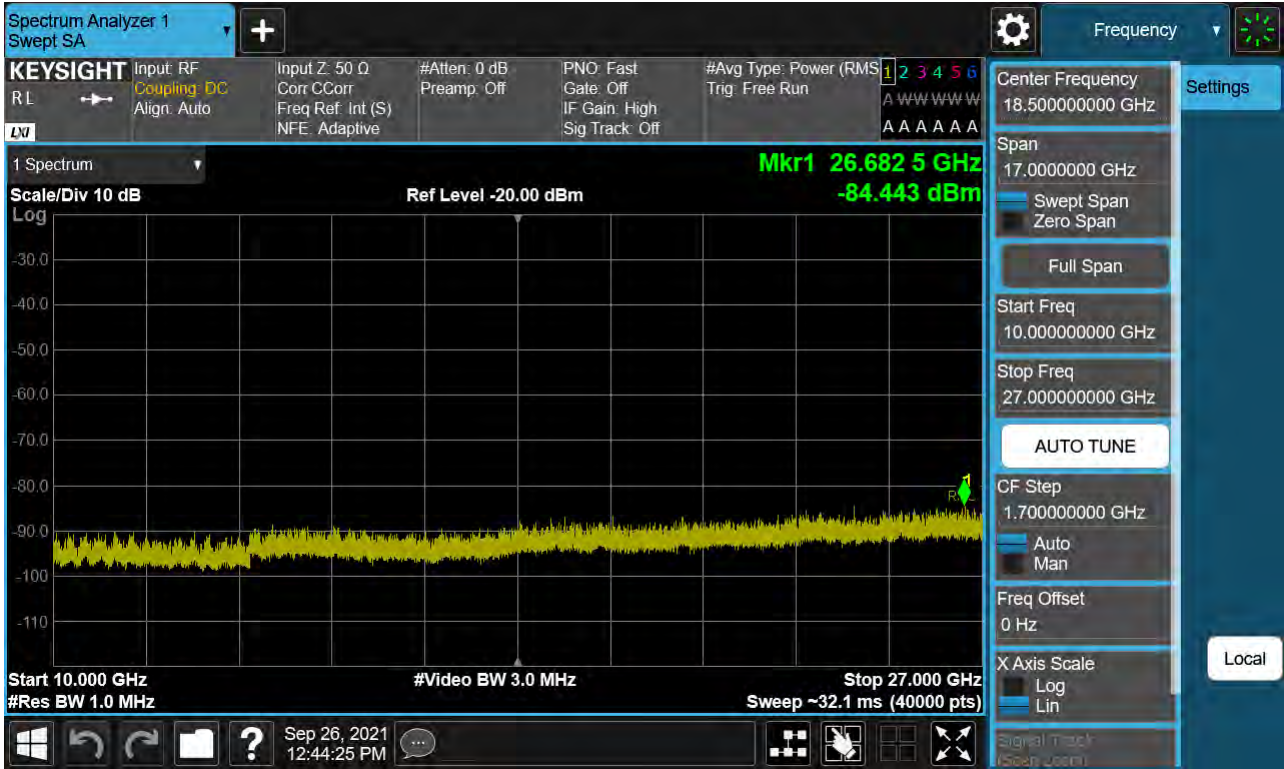 Spectrum Analyzer 1
Swept SA
Frequency
KEYSIGHT
R L
LXI
Input: RF
Coupling: DC
Align: Auto
Input Z: 50 Ω
Corr CCorr
Freq Ref: Int (S)
NFE: Adaptive
#Atten: 0 dB
Preamp: Off
PNO: Fast
Gate: Off
IF Gain: High
Sig Track: Off
#Avg Type: Power (RMS
Trig: Free Run
1 2 3 4 5 6
A W W W W W
A A A A A A
1 Spectrum
Scale/Div 10 dB
Log
Ref Level -20.00 dBm
Mkr1 26.682 5 GHz
-84.443 dBm
-30.0
-40.0
-50.0
-60.0
-70.0
-80.0
-90.0
-100
-110
1
Start 10.000 GHz
#Res BW 1.0 MHz
#Video BW 3.0 MHz
Stop 27.000 GHz
Sweep ~32.1 ms (40000 pts)
Sep 26, 2021
12:44:25 PM
Center Frequency
18.500000000 GHz
Settings
Span
17.0000000 GHz
Swept Span
Zero Span
Full Span
Start Freq
10.000000000 GHz
Stop Freq
27.000000000 GHz
AUTO TUNE
CF Step
1.700000000 GHz
Auto
Man
Freq Offset
0 Hz
X Axis Scale
Log
Lin
Local
Signal Track
(Span Zoom)